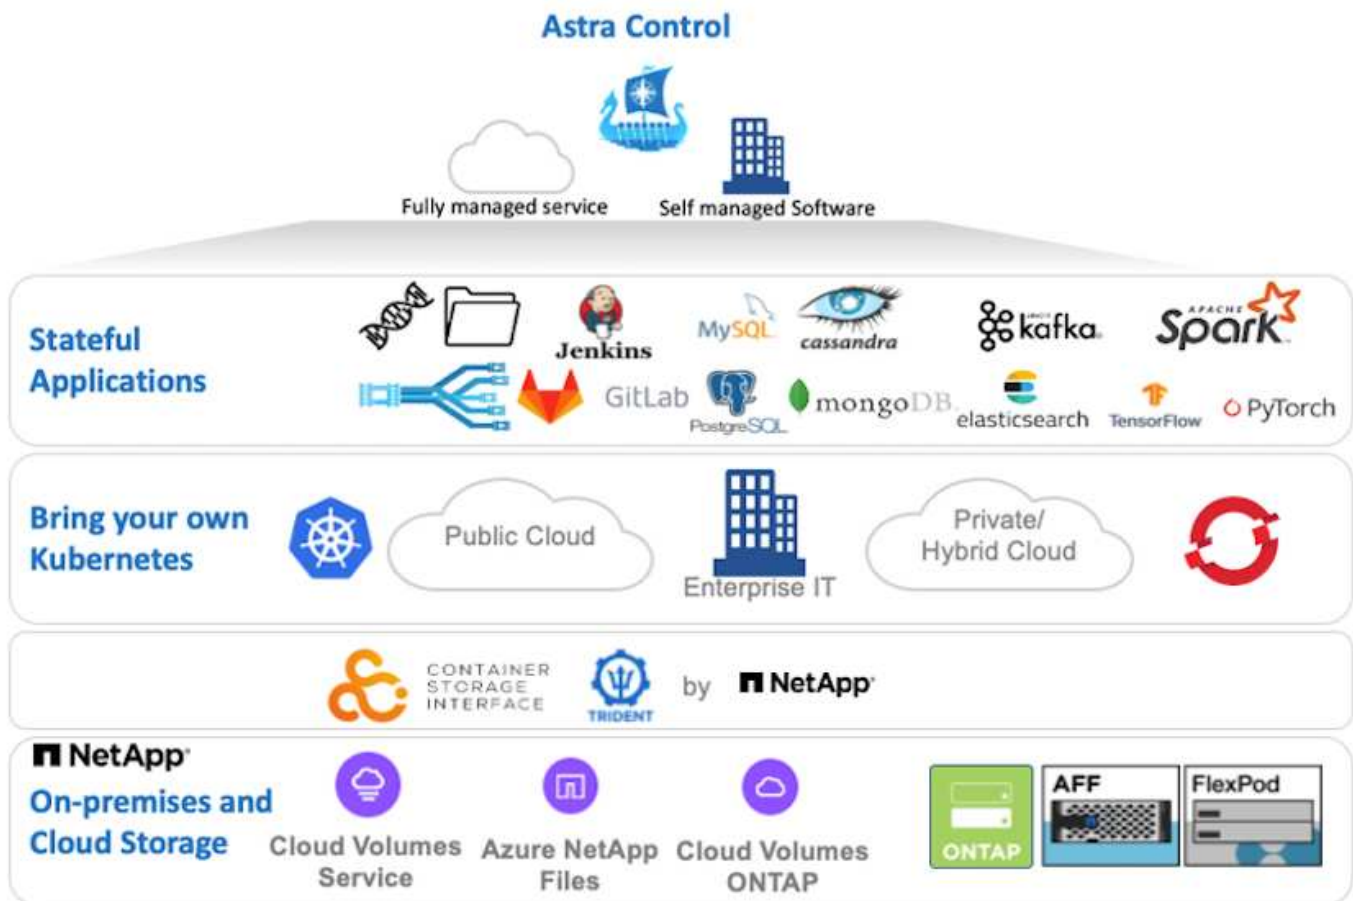 Astra Control
Fully managed service
Self managed Software
Stateful
Applications
Jenkins
MySQL
cassandra
kafka
APACHE
Spark
GitLab
PostgreSQL
mongoDB
elasticsearch
TensorFlow
PyTorch
Bring your own
Kubernetes
Public Cloud
Enterprise IT
Private/
Hybrid Cloud
CONTAINER
STORAGE
INTERFACE
TRIDENT
by
NetApp
NetApp
On-premises and
Cloud Storage
Cloud Volumes
Service
Azure NetApp
Files
Cloud Volumes
ONTAP
ONTAP
AFF
FlexPod